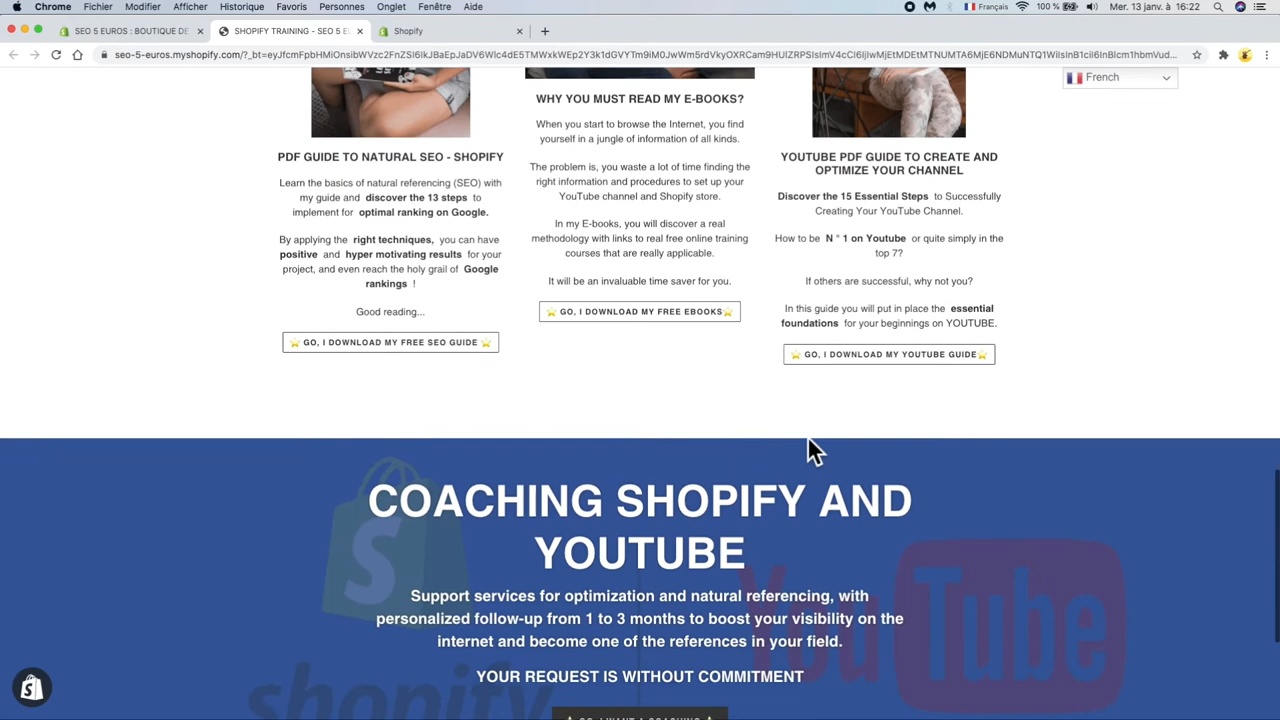 Chrome Fichier Modifier Afficher Historique Favoris Personnes Onglet Fenêtre Aide
Français 100 % Mer. 13 janv. à 16:22
SEO 5 EUROS : BOUTIQUE DE × SHOPIFY TRAINING - SEO 5 E × Shopify × +
French
WHY YOU MUST READ MY E-BOOKS?
When you start to browse the Internet, you find
yourself in a jungle of information of all kinds.
The problem is, you waste a lot of time finding the
right information and procedures to set up your
YouTube channel and Shopify store.
In my E-books, you will discover a real
methodology with links to real free online training
courses that are really applicable.
It will be an invaluable time saver for you.
GO, I DOWNLOAD MY FREE EBOOKS
PDF GUIDE TO NATURAL SEO - SHOPIFY
Learn the basics of natural referencing (SEO) with
my guide and discover the 13 steps to
implement for optimal ranking on Google.
By applying the right techniques, you can have
positive and hyper motivating results for your
project, and even reach the holy grail of Google
rankings !
Good reading...
GO, I DOWNLOAD MY FREE SEO GUIDE
YOUTUBE PDF GUIDE TO CREATE AND
OPTIMIZE YOUR CHANNEL
Discover the 15 Essential Steps to Successfully
Creating Your YouTube Channel.
How to be N ° 1 on Youtube or quite simply in the
top 7?
If others are successful, why not you?
In this guide you will put in place the essential
foundations for your beginnings on YOUTUBE.
GO, I DOWNLOAD MY YOUTUBE GUIDE
COACHING SHOPIFY AND
YOUTUBE
Support services for optimization and natural referencing, with
personalized follow-up from 1 to 3 months to boost your visibility on the
internet and become one of the references in your field.
YOUR REQUEST IS WITHOUT COMMITMENT
GO, I WANT A COACHING
shopify
YouTube